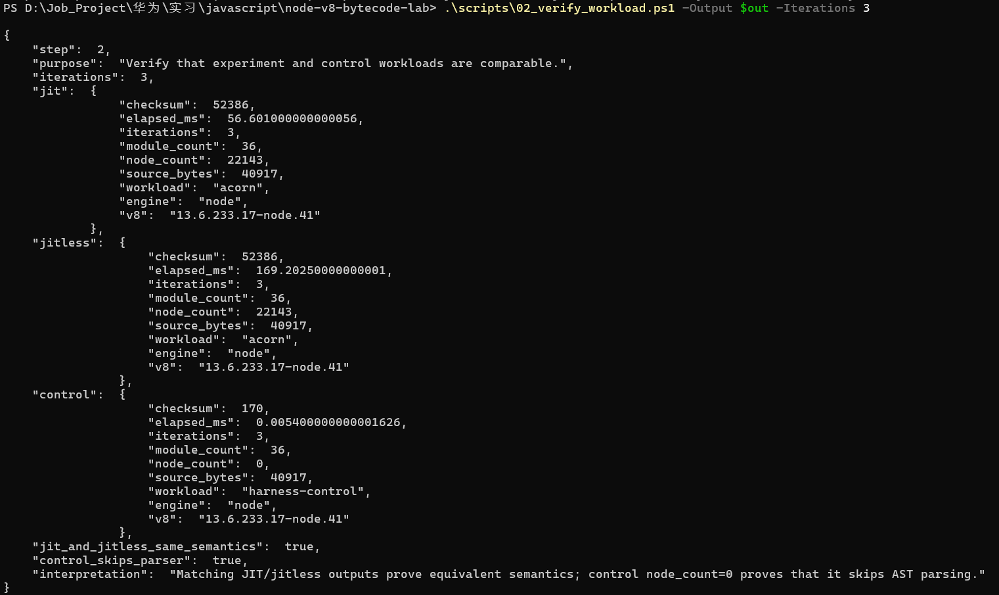 PS D:\Job_Project\华为\实习\javascript\node-v8-bytecode-lab> .\scripts\02_verify_workload.ps1 -Output $out -Iterations 3
{
    "step":  2,
    "purpose":  "Verify that experiment and control workloads are comparable.",
    "iterations":  3,
    "jit":  {
                "checksum":  52386,
                "elapsed_ms":  56.601000000000056,
                "iterations":  3,
                "module_count":  36,
                "node_count":  22143,
                "source_bytes":  40917,
                "workload":  "acorn",
                "engine":  "node",
                "v8":  "13.6.233.17-node.41"
            },
    "jitless":  {
                    "checksum":  52386,
                    "elapsed_ms":  169.20250000000001,
                    "iterations":  3,
                    "module_count":  36,
                    "node_count":  22143,
                    "source_bytes":  40917,
                    "workload":  "acorn",
                    "engine":  "node",
                    "v8":  "13.6.233.17-node.41"
                },
    "control":  {
                    "checksum":  170,
                    "elapsed_ms":  0.005400000000001626,
                    "iterations":  3,
                    "module_count":  36,
                    "node_count":  0,
                    "source_bytes":  40917,
                    "workload":  "harness-control",
                    "engine":  "node",
                    "v8":  "13.6.233.17-node.41"
                },
    "jit_and_jitless_same_semantics":  true,
    "control_skips_parser":  true,
    "interpretation":  "Matching JIT/jitless outputs prove equivalent semantics; control node_count=0 proves that it skips AST parsing."
}